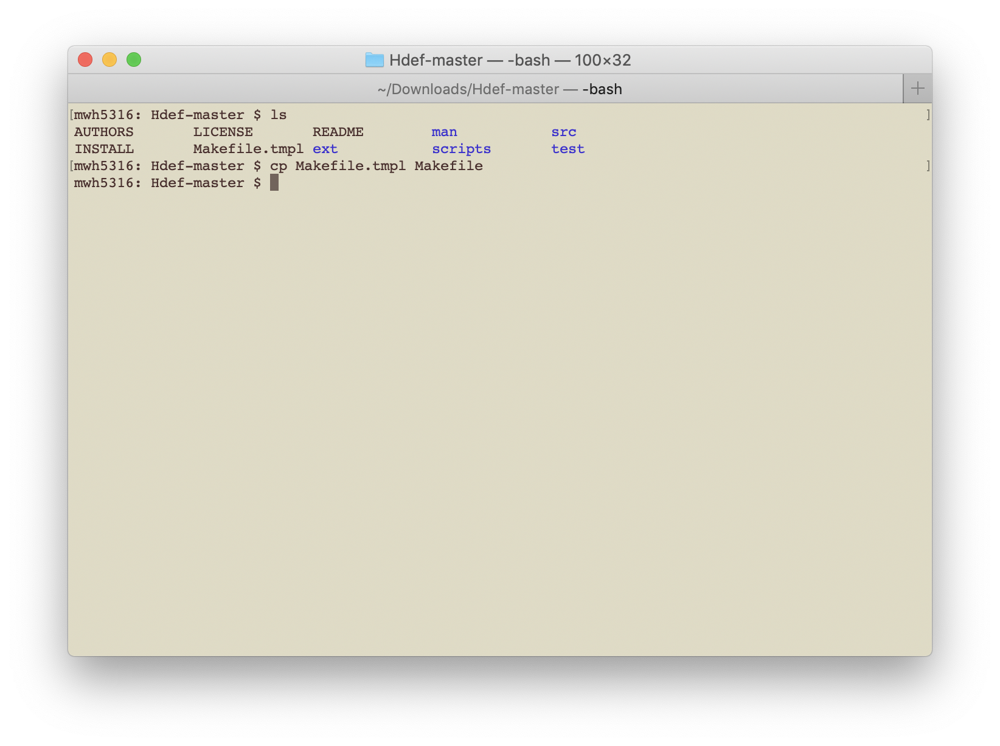 Hdef-master — -bash — 100×32
~/Downloads/Hdef-master — -bash
[mwh5316: Hdef-master $ ls ]
AUTHORS LICENSE README man src
INSTALL Makefile.tmpl ext scripts test
[mwh5316: Hdef-master $ cp Makefile.tmpl Makefile ]
mwh5316: Hdef-master $